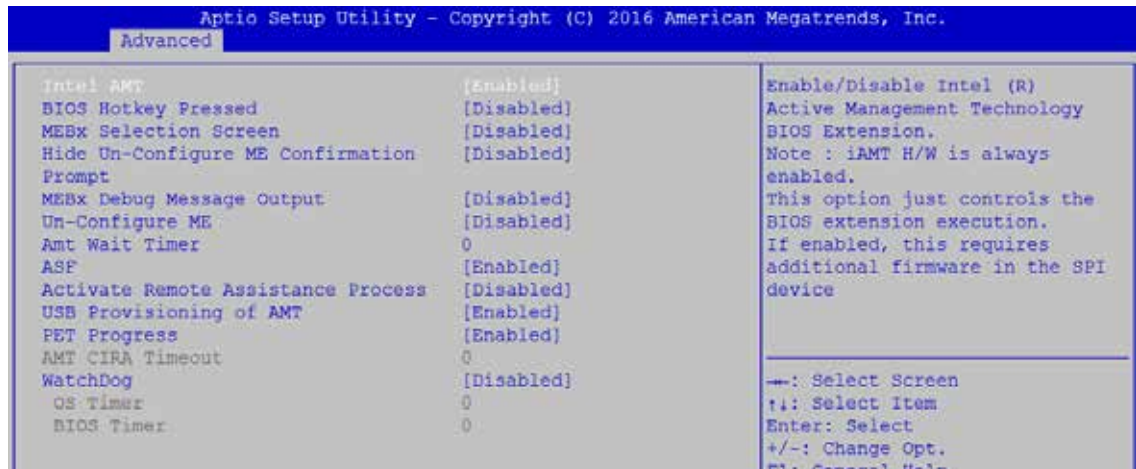 Aptio Setup Utility - Copyright (C) 2016 American Megatrends, Inc.
Advanced
Intel AMT [Enabled]
BIOS Hotkey Pressed [Disabled]
MEBx Selection Screen [Disabled]
Hide Un-Configure ME Confirmation [Disabled]
Prompt
MEBx Debug Message Output [Disabled]
Un-Configure ME [Disabled]
Amt Wait Timer 0
ASF [Enabled]
Activate Remote Assistance Process [Disabled]
USB Provisioning of AMT [Enabled]
PET Progress [Enabled]
AMT CIRA Timeout 0
WatchDog [Disabled]
OS Timer 0
BIOS Timer 0
Enable/Disable Intel (R)
Active Management Technology
BIOS Extension.
Note : iAMT H/W is always
enabled.
This option just controls the
BIOS extension execution.
If enabled, this requires
additional firmware in the SPI
device
→←: Select Screen
↑↓: Select Item
Enter: Select
+/-: Change Opt.